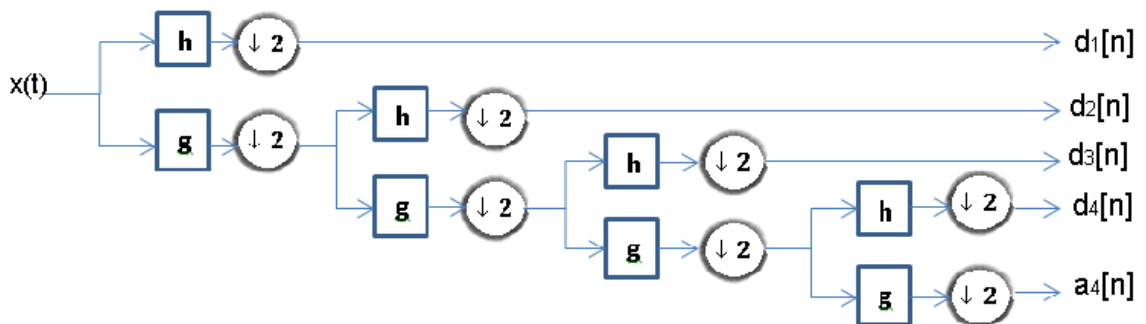 h ↓ 2 d1[n]
x(t)
g ↓ 2 h ↓ 2 d2[n]
g ↓ 2 h ↓ 2 d3[n]
g ↓ 2 h ↓ 2 d4[n]
g ↓ 2 a4[n]